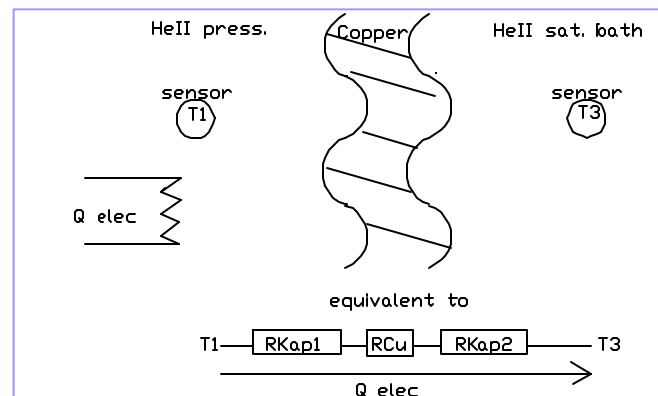 HeII press.
Copper
HeII sat. bath
sensor
T1
sensor
T3
Q elec
equivalent to
T1 RKap1 RCu RKap2 T3
Q elec